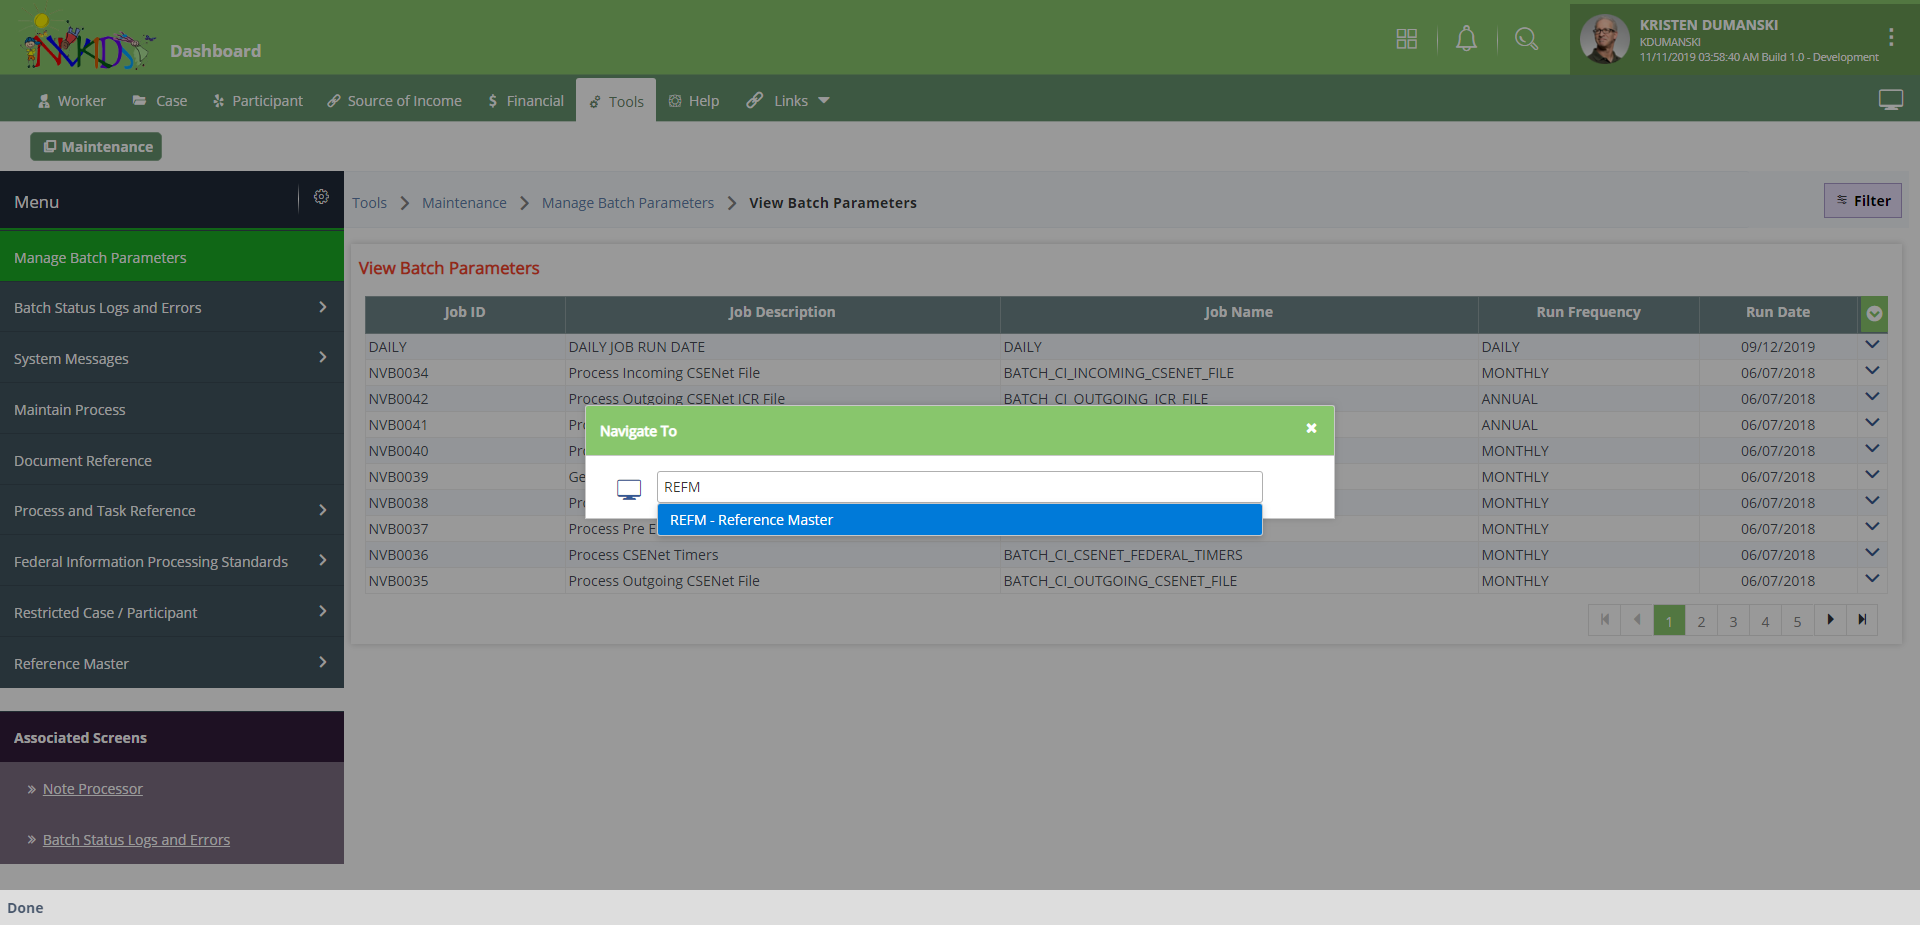 NVKIDS
Dashboard
KRISTEN DUMANSKI
KDUMANSKI
11/11/2019 03:58:40 AM Build 1.0 - Development
Worker
Case
Participant
Source of Income
Financial
Tools
Help
Links
Maintenance
Menu
Manage Batch Parameters
Batch Status Logs and Errors
System Messages
Maintain Process
Document Reference
Process and Task Reference
Federal Information Processing Standards
Restricted Case / Participant
Reference Master
Associated Screens
» Note Processor
» Batch Status Logs and Errors
Tools > Maintenance > Manage Batch Parameters > View Batch Parameters
Filter
View Batch Parameters
Job ID Job Description Job Name Run Frequency Run Date
DAILY DAILY JOB RUN DATE DAILY DAILY 09/12/2019
NVB0034 Process Incoming CSENet File BATCH_CI_INCOMING_CSENET_FILE MONTHLY 06/07/2018
NVB0042 Process Outgoing CSENet ICR File BATCH_CI_OUTGOING_ICR_FILE ANNUAL 06/07/2018
NVB0041 Pr ANNUAL 06/07/2018
NVB0040 Pr MONTHLY 06/07/2018
NVB0039 Ge MONTHLY 06/07/2018
NVB0038 Pr MONTHLY 06/07/2018
NVB0037 Process Pre E MONTHLY 06/07/2018
NVB0036 Process CSENet Timers BATCH_CI_CSENET_FEDERAL_TIMERS MONTHLY 06/07/2018
NVB0035 Process Outgoing CSENet File BATCH_CI_OUTGOING_CSENET_FILE MONTHLY 06/07/2018
1 2 3 4 5
Navigate To
REFM
REFM - Reference Master
Done